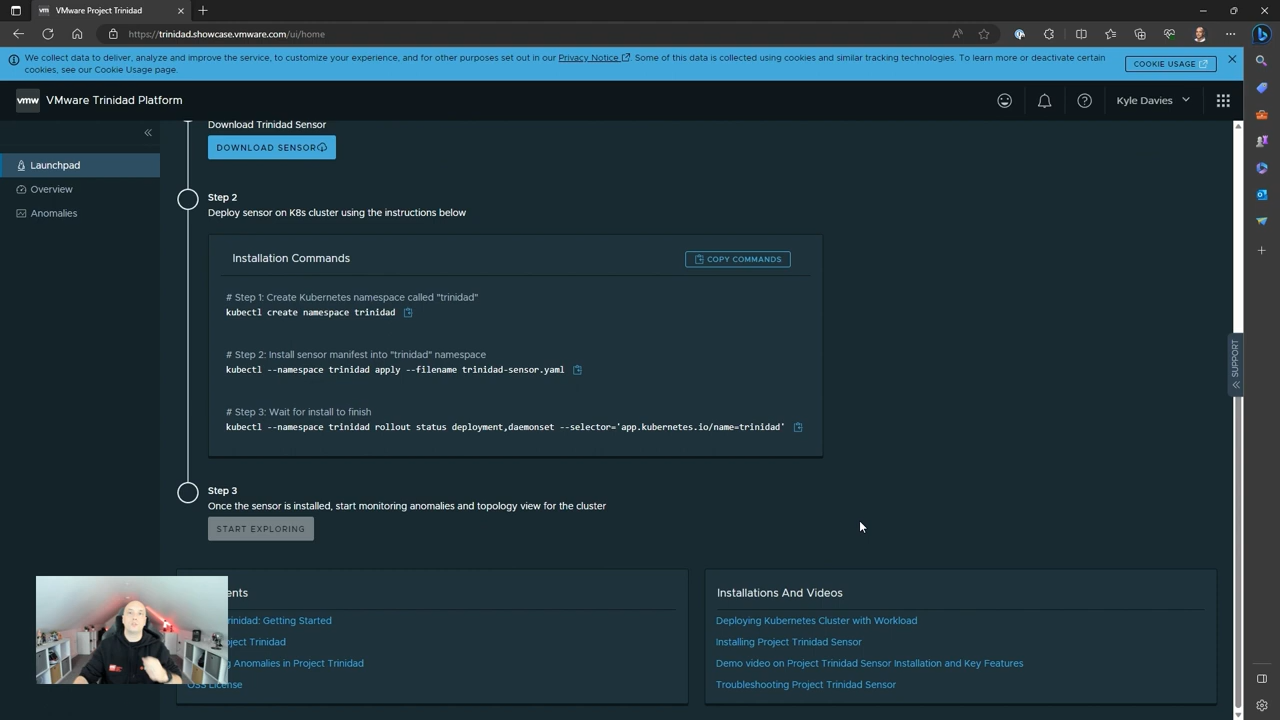 VMware Project Trinidad
https://trinidad.showcase.vmware.com/ui/home
We collect data to deliver, analyze and improve the service, to customize your experience, and for other purposes set out in our Privacy Notice. Some of this data is collected using cookies and similar tracking technologies. To learn more or deactivate certain
cookies, see our Cookie Usage page.
COOKIE USAGE
vmw VMware Trinidad Platform
Kyle Davies
Launchpad
Overview
Anomalies
Download Trinidad Sensor
DOWNLOAD SENSOR
Step 2
Deploy sensor on K8s cluster using the instructions below
Installation Commands
COPY COMMANDS
# Step 1: Create Kubernetes namespace called "trinidad"
kubectl create namespace trinidad
# Step 2: Install sensor manifest into "trinidad" namespace
kubectl --namespace trinidad apply --filename trinidad-sensor.yaml
# Step 3: Wait for install to finish
kubectl --namespace trinidad rollout status deployment,daemonset --selector='app.kubernetes.io/name=trinidad'
SUPPORT
Step 3
Once the sensor is installed, start monitoring anomalies and topology view for the cluster
START EXPLORING
Getting Started
Trinidad
Anomalies in Project Trinidad
OSS License
Installations And Videos
Deploying Kubernetes Cluster with Workload
Installing Project Trinidad Sensor
Demo video on Project Trinidad Sensor Installation and Key Features
Troubleshooting Project Trinidad Sensor